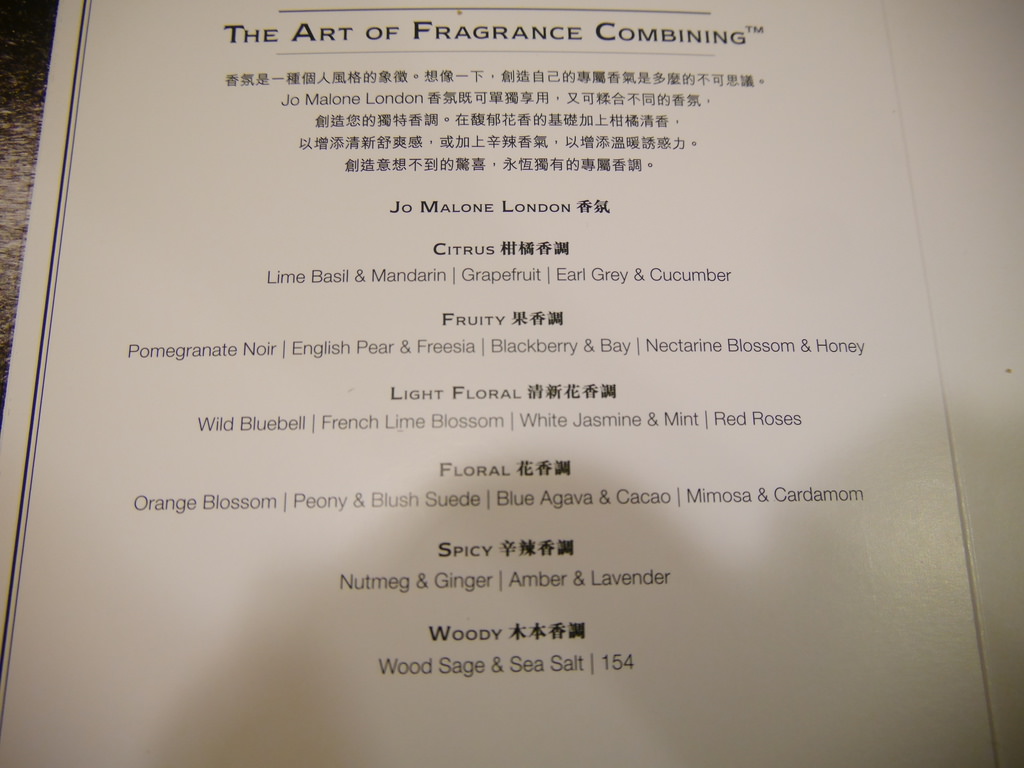 THE ART OF FRAGRANCE COMBINING™
香氛是一種個人風格的象徵。想像一下，創造自己的專屬香氣是多麼的不可思議。
Jo Malone London 香氛既可單獨享用，又可糅合不同的香氛，
創造您的獨特香調。在馥郁花香的基礎加上柑橘清香，
以增添清新舒爽感，或加上辛辣香氣，以增添溫暖誘惑力。
創造意想不到的驚喜，永恆獨有的專屬香調。
JO MALONE LONDON 香氛
CITRUS 柑橘香調
Lime Basil & Mandarin | Grapefruit | Earl Grey & Cucumber
FRUITY 果香調
Pomegranate Noir | English Pear & Freesia | Blackberry & Bay | Nectarine Blossom & Honey
LIGHT FLORAL 清新花香調
Wild Bluebell | French Lime Blossom | White Jasmine & Mint | Red Roses
FLORAL 花香調
Orange Blossom | Peony & Blush Suede | Blue Agava & Cacao | Mimosa & Cardamom
SPICY 辛辣香調
Nutmeg & Ginger | Amber & Lavender
WOODY 木本香調
Wood Sage & Sea Salt | 154